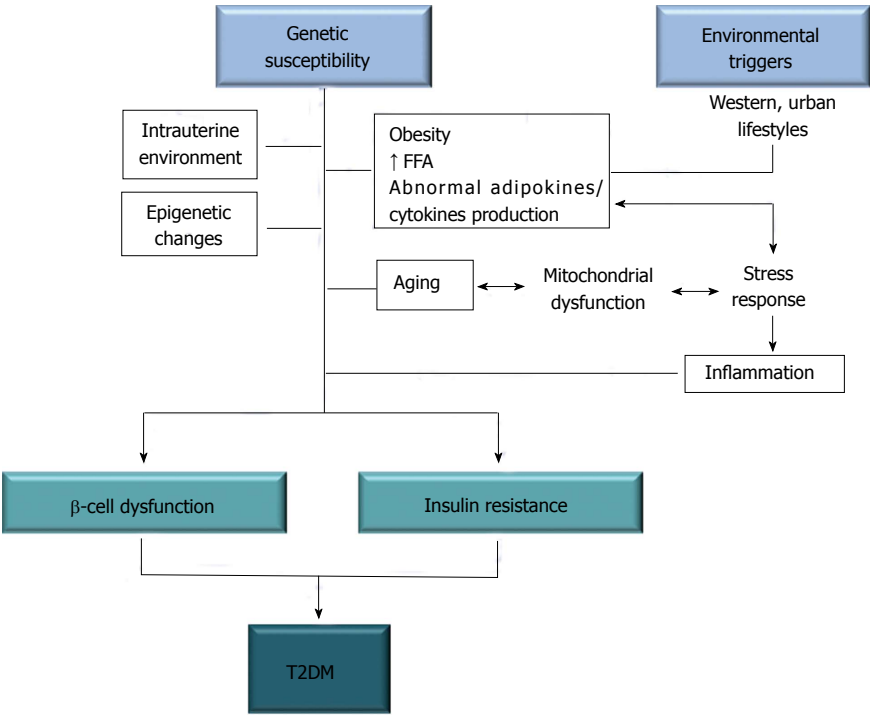 Genetic
susceptibility
Environmental
triggers
Western, urban
lifestyles
Intrauterine
environment
Obesity
↑ FFA
Abnormal adipokines/
cytokines production
Epigenetic
changes
Aging
Mitochondrial
dysfunction
Stress
response
Inflammation
β-cell dysfunction
Insulin resistance
T2DM